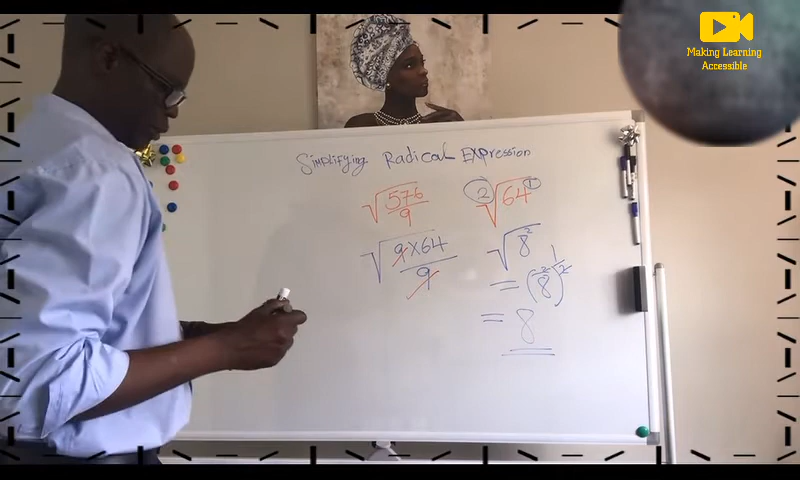 Making Learning
Accessible
Simplifying Radical Expression
√576/9
√(9×64)/9
²√64¹
√8²
= (8²)^1/2
= 8